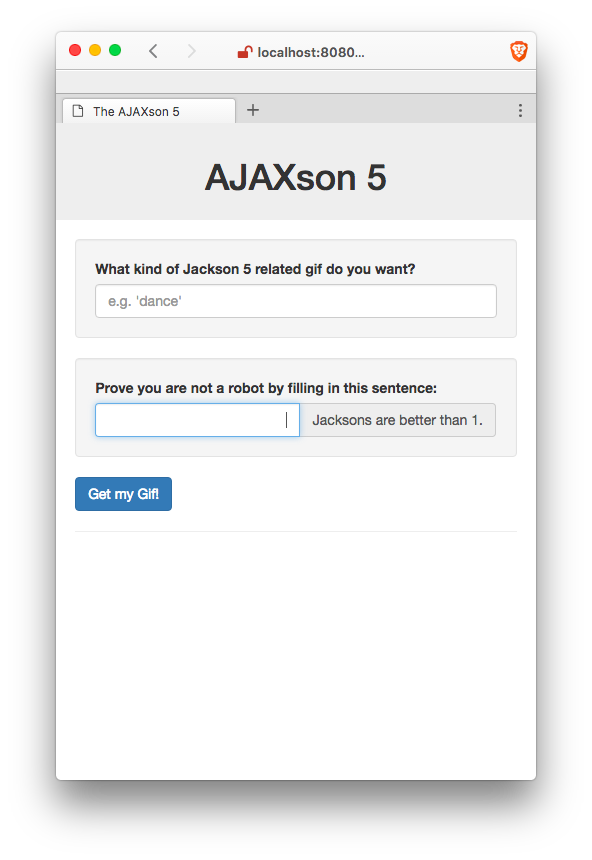 localhost:8080...
The AJAXson 5
AJAXson 5
What kind of Jackson 5 related gif do you want?
e.g. 'dance'
Prove you are not a robot by filling in this sentence:
Jacksons are better than 1.
Get my Gif!